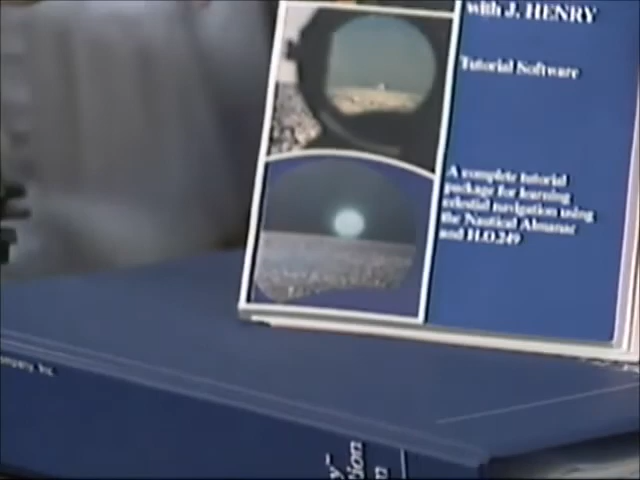 with J. HENRY
Tutorial Software
A complete tutorial
package for learning
celestial navigation using
the Nautical Almanac
and H.O.249